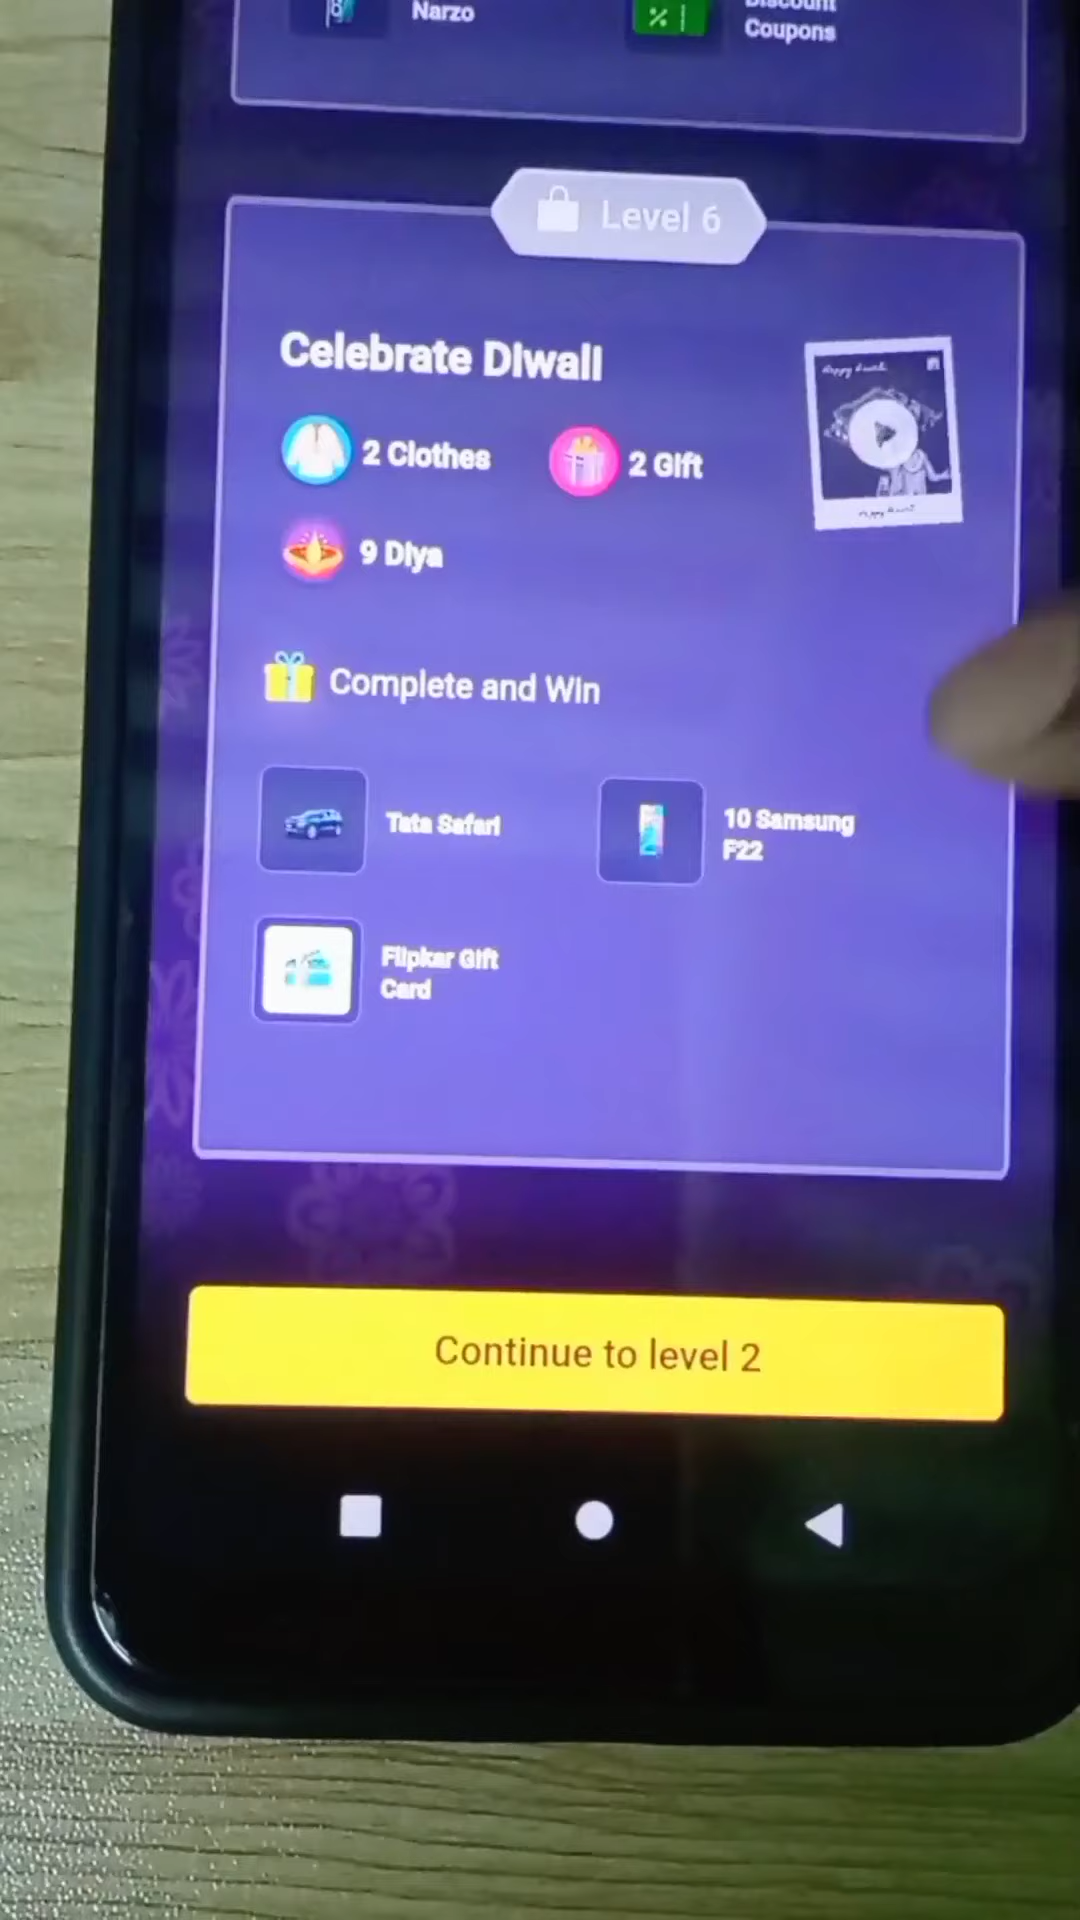 Narzo
Discount
Coupons
Level 6
Celebrate Diwali
2 Clothes
2 Gift
9 Diya
Complete and Win
Tata Safari
10 Samsung
F22
Flipkar Gift
Card
Continue to level 2